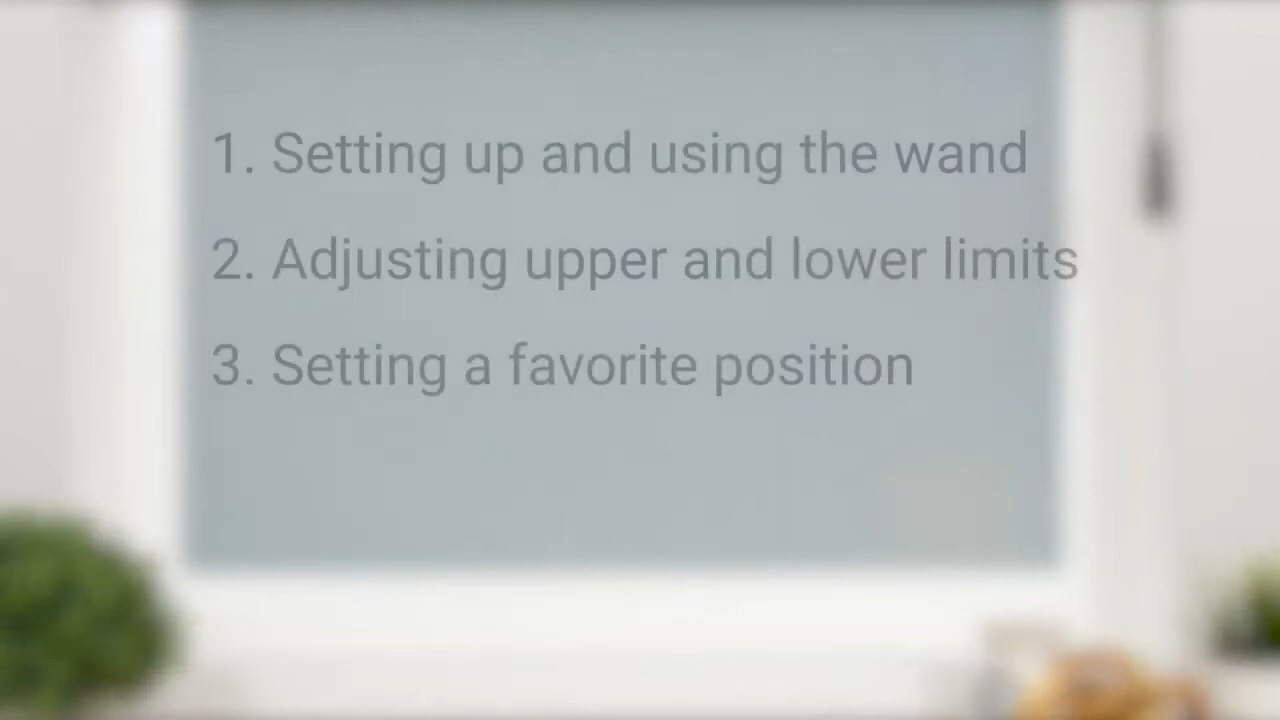 1. Setting up and using the wand
2. Adjusting upper and lower limits
3. Setting a favorite position